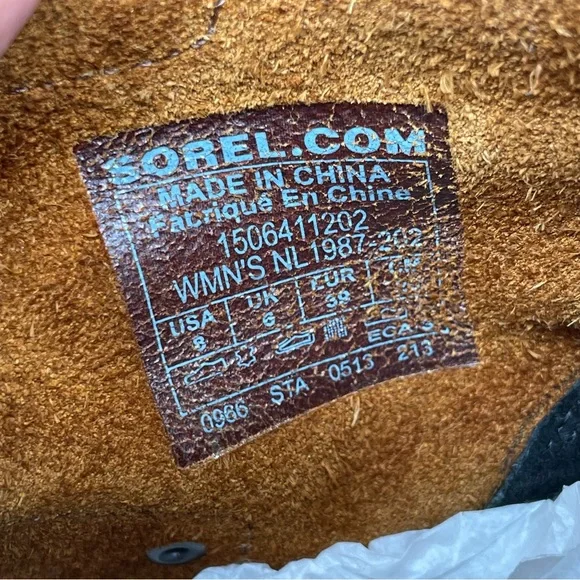 SOREL.COM
MADE IN CHINA
Fabriqué En Chine
1506411202
WMN'S NL1987-202
USA UK EUR
8 6 39
0966 STA 0513 213